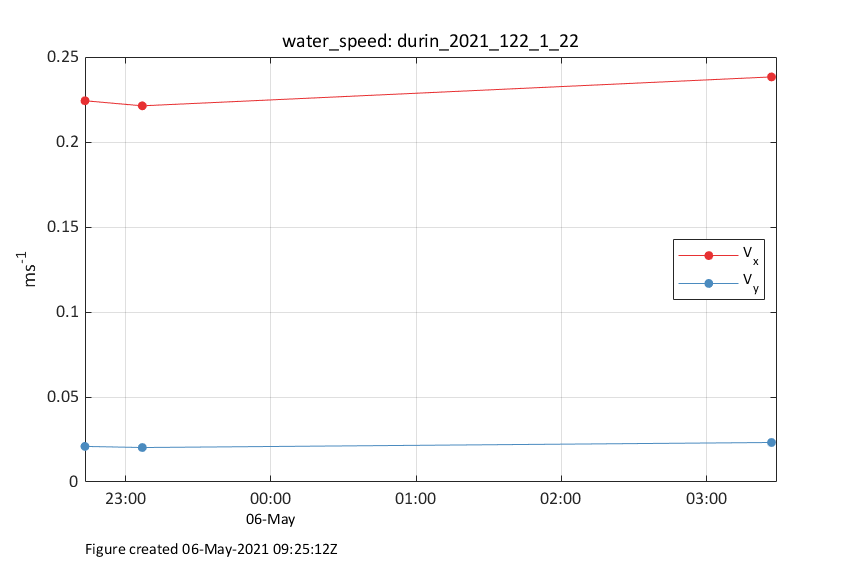 water_speed: durin_2021_122_1_22
0.25
0.2
0.15
0.1
0.05
0
ms-1
Vx
Vy
23:00 00:00 01:00 02:00 03:00
06-May
Figure created 06-May-2021 09:25:12Z